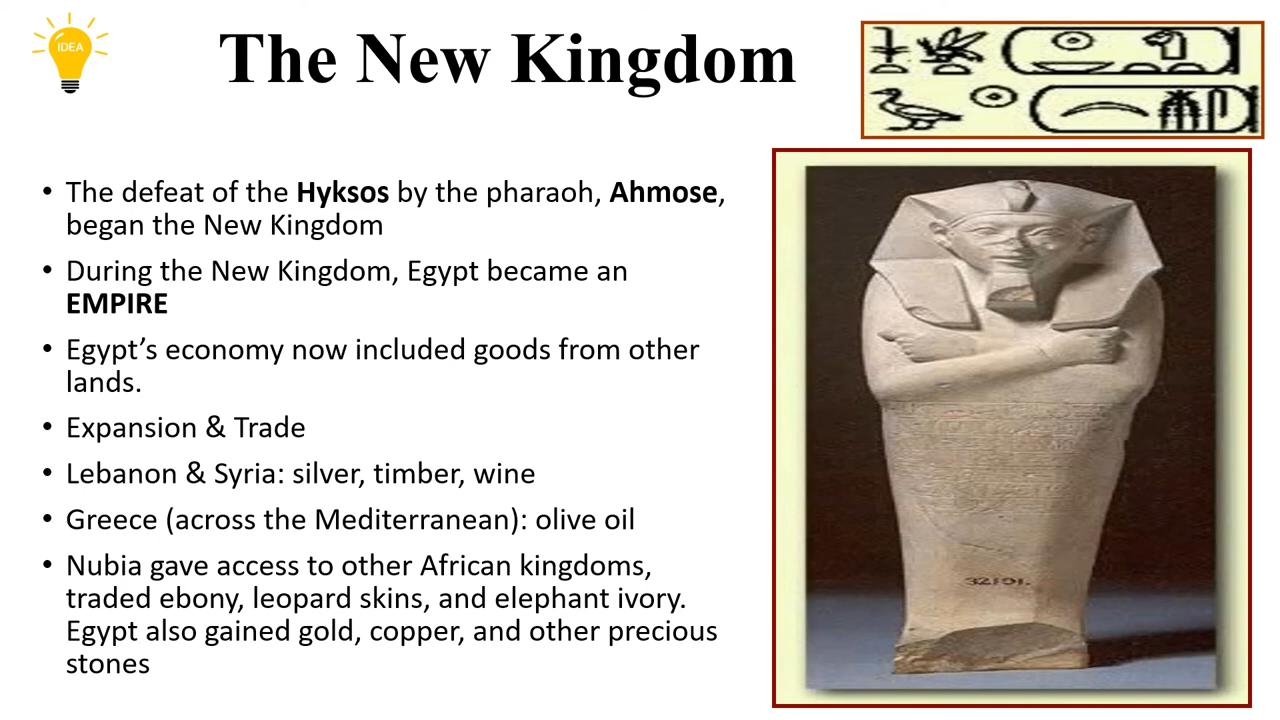 IDEA
The New Kingdom
• The defeat of the Hyksos by the pharaoh, Ahmose,
began the New Kingdom
• During the New Kingdom, Egypt became an
EMPIRE
• Egypt’s economy now included goods from other
lands.
• Expansion & Trade
• Lebanon & Syria: silver, timber, wine
• Greece (across the Mediterranean): olive oil
• Nubia gave access to other African kingdoms,
traded ebony, leopard skins, and elephant ivory.
Egypt also gained gold, copper, and other precious
stones